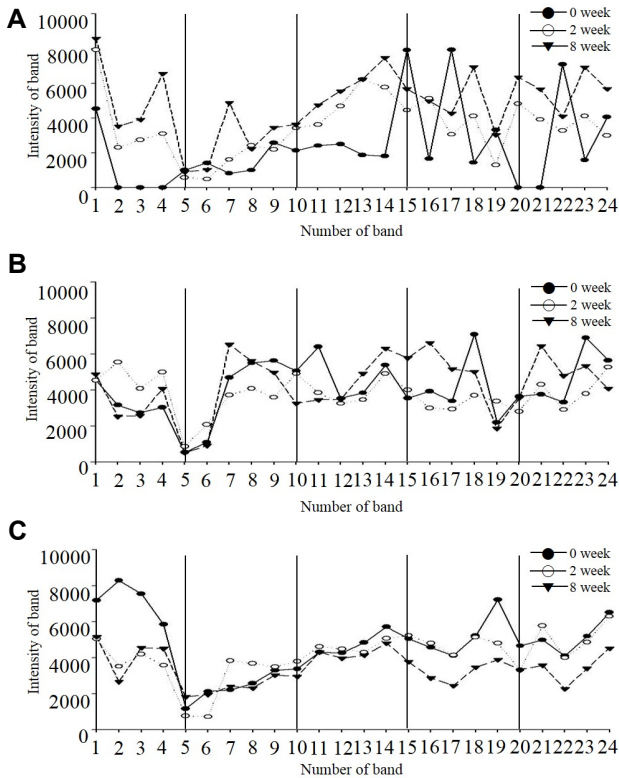 A
10000
8000
6000
4000
2000
0
Intensity of band
0 week
2 week
8 week
1 2 3 4 5 6 7 8 9 10 11 12 13 14 15 16 17 18 19 20 21 22 23 24
Number of band
B
10000
8000
6000
4000
2000
0
Intensity of band
0 week
2 week
8 week
1 2 3 4 5 6 7 8 9 10 11 12 13 14 15 16 17 18 19 20 21 22 23 24
Number of band
C
10000
8000
6000
4000
2000
0
Intensity of band
0 week
2 week
8 week
1 2 3 4 5 6 7 8 9 10 11 12 13 14 15 16 17 18 19 20 21 22 23 24
Number of band